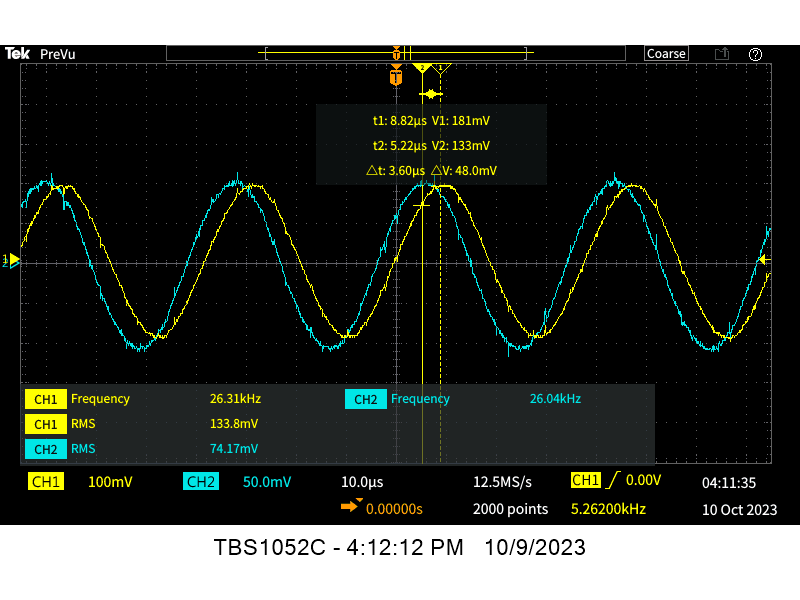 Tek PreVu Coarse
T
2 1
T
t1: 8.82µs V1: 181mV
t2: 5.22µs V2: 133mV
△t: 3.60µs △V: 48.0mV
1
2
CH1 Frequency 26.31kHz CH2 Frequency 26.04kHz
CH1 RMS 133.8mV
CH2 RMS 74.17mV
CH1 100mV CH2 50.0mV 10.0µs 12.5MS/s CH1 0.00V 04:11:35
0.00000s 2000 points 5.26200kHz 10 Oct 2023
TBS1052C - 4:12:12 PM 10/9/2023